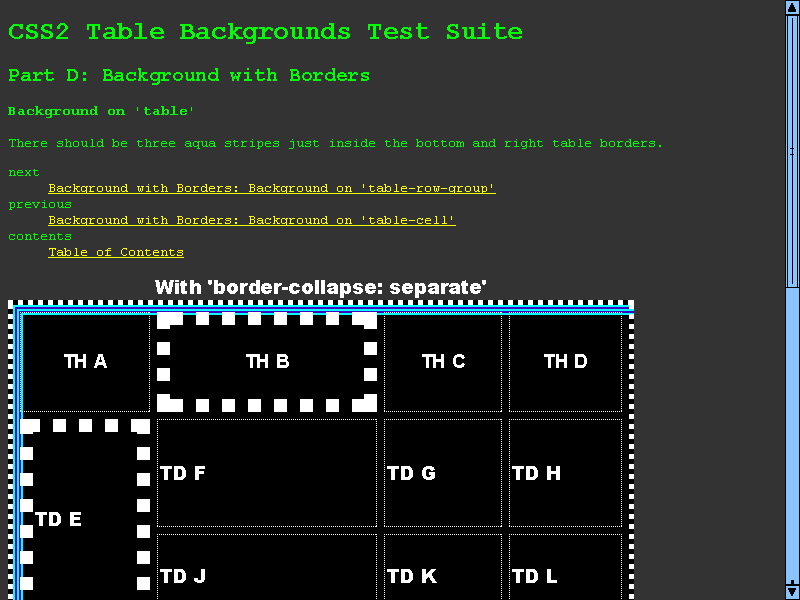 CSS2 Table Backgrounds Test Suite
Part D: Background with Borders
Background on 'table'
There should be three aqua stripes just inside the bottom and right table borders.
next
Background with Borders: Background on 'table-row-group'
previous
Background with Borders: Background on 'table-cell'
contents
Table of Contents
With 'border-collapse: separate'
TH A TH B TH C TH D
TD F TD G TD H
TD E
TD J TD K TD L